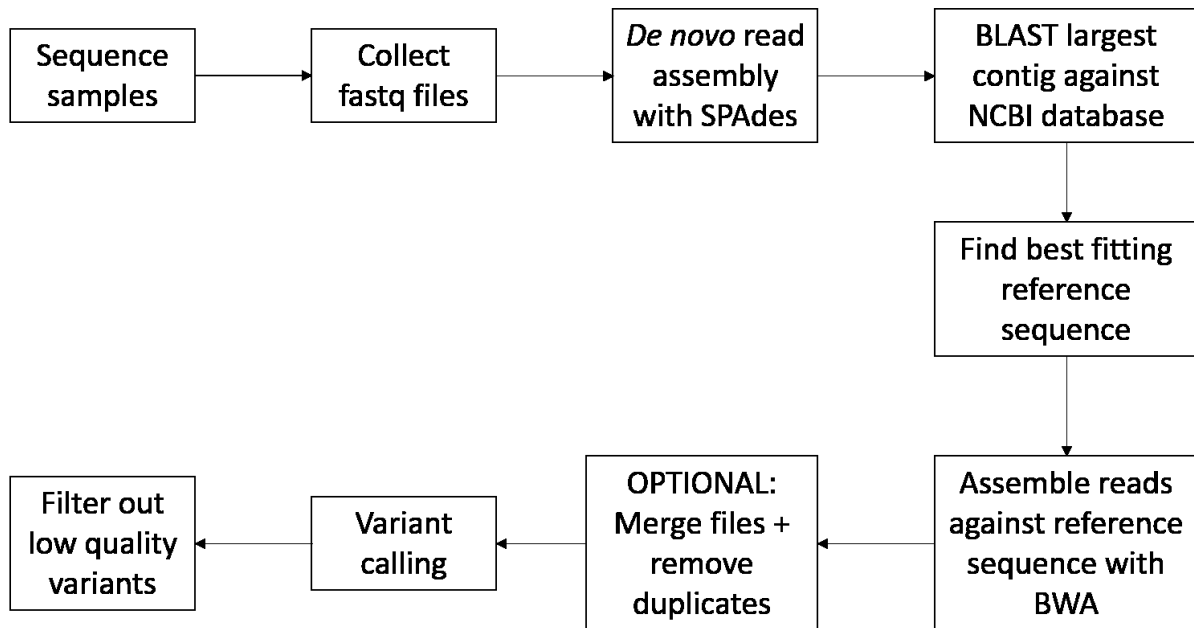 Sequence
samples
Collect
fastq files
De novo read
assembly
with SPAdes
BLAST largest
contig against
NCBI database
Find best fitting
reference
sequence
Assemble reads
against reference
sequence with
BWA
OPTIONAL:
Merge files +
remove
duplicates
Variant
calling
Filter out
low quality
variants